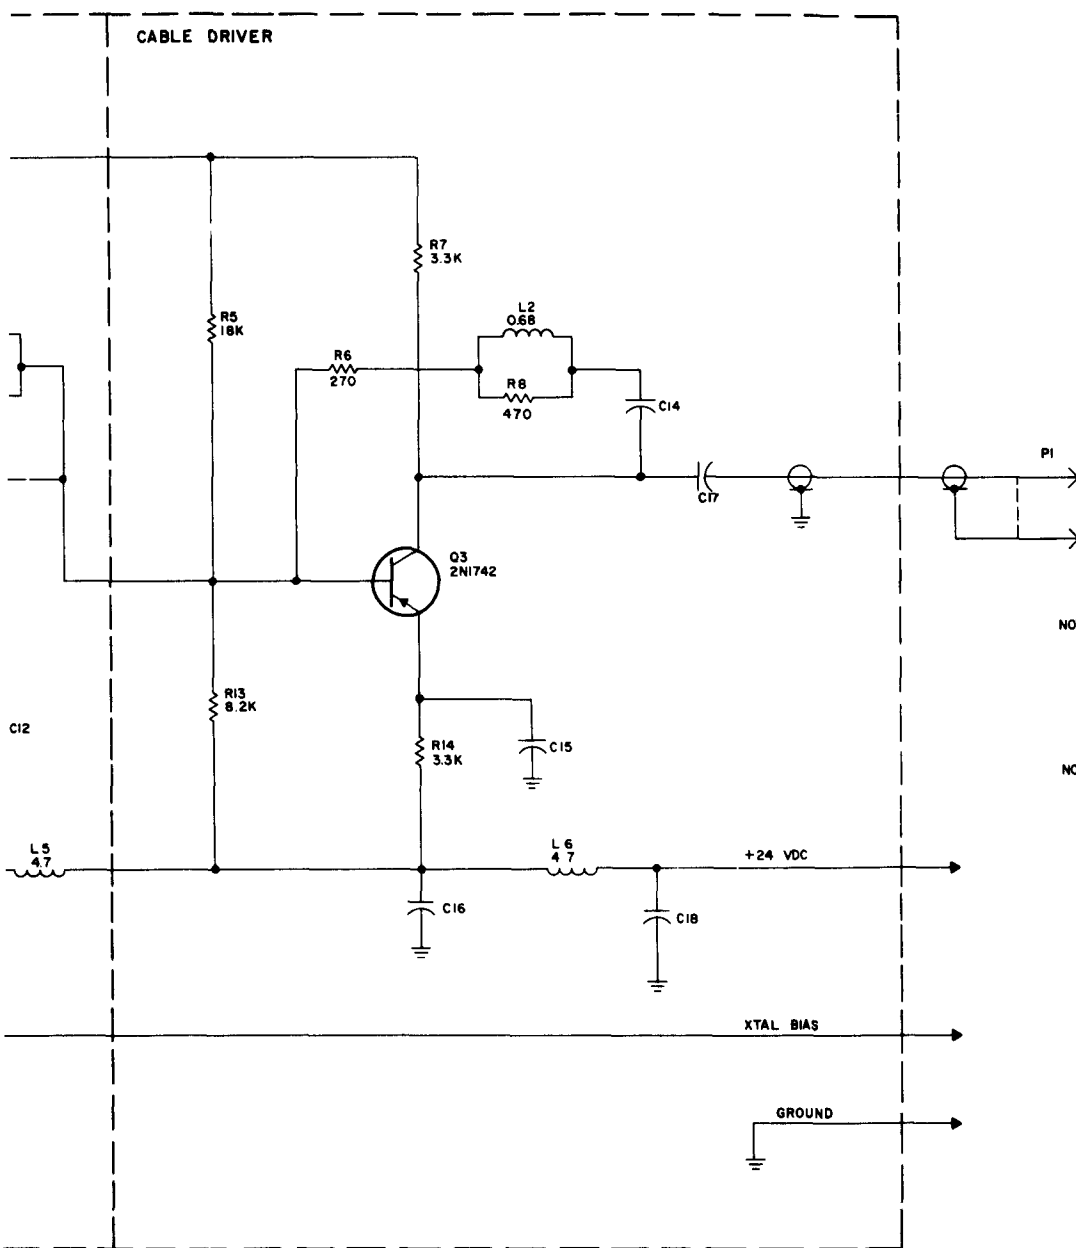 CABLE DRIVER
R7
3.3K
R5
18K
L2
0.68
R6
270
R8
470
C14
P1
C17
Q3
2N1742
NO
R13
8.2K
C12
R14
3.3K
C15
NO
L5
4.7
L6
4 7
+24 VDC
C16
C18
XTAL BIAS
GROUND